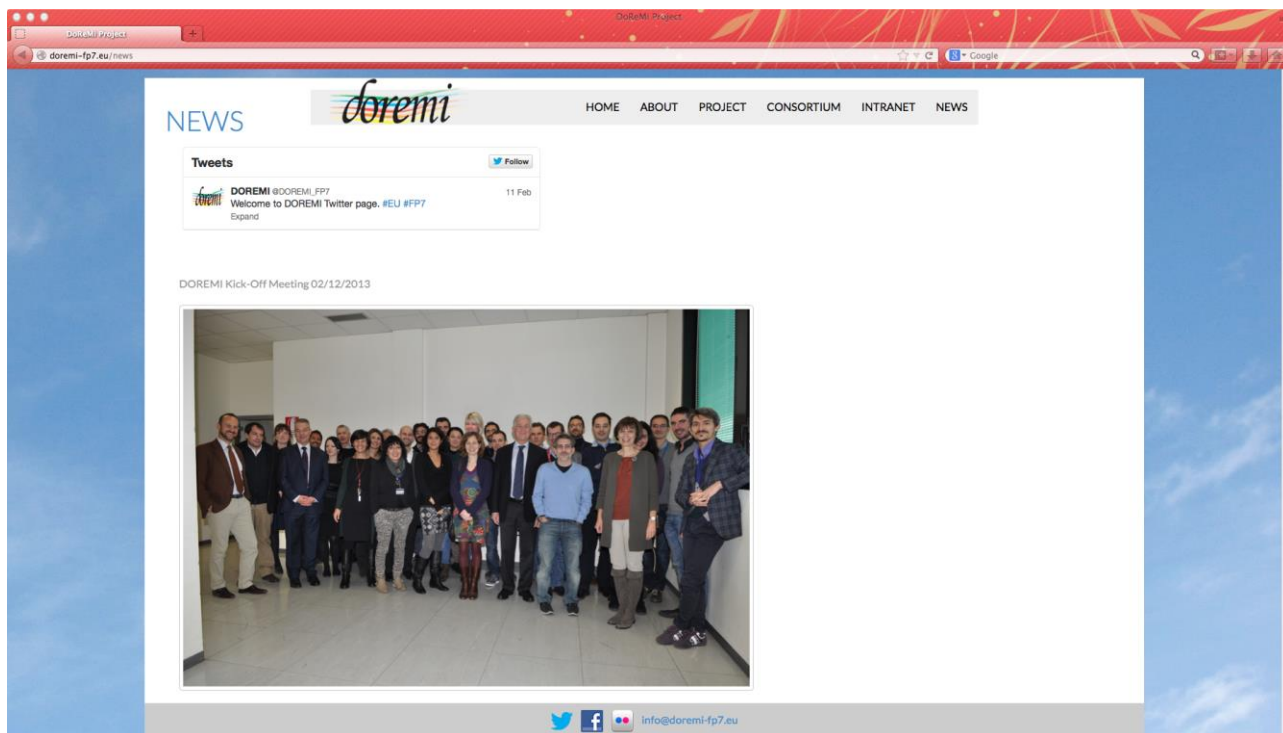 DoReMi Project
DoReMi Project
doremi-fp7.eu/news
Google
doremi
HOME ABOUT PROJECT CONSORTIUM INTRANET NEWS
NEWS
Tweets
Follow
doremi
DOREMI @DOREMI_FP7
11 Feb
Welcome to DOREMI Twitter page. #EU #FP7
Expand
DOREMI Kick-Off Meeting 02/12/2013
info@doremi-fp7.eu